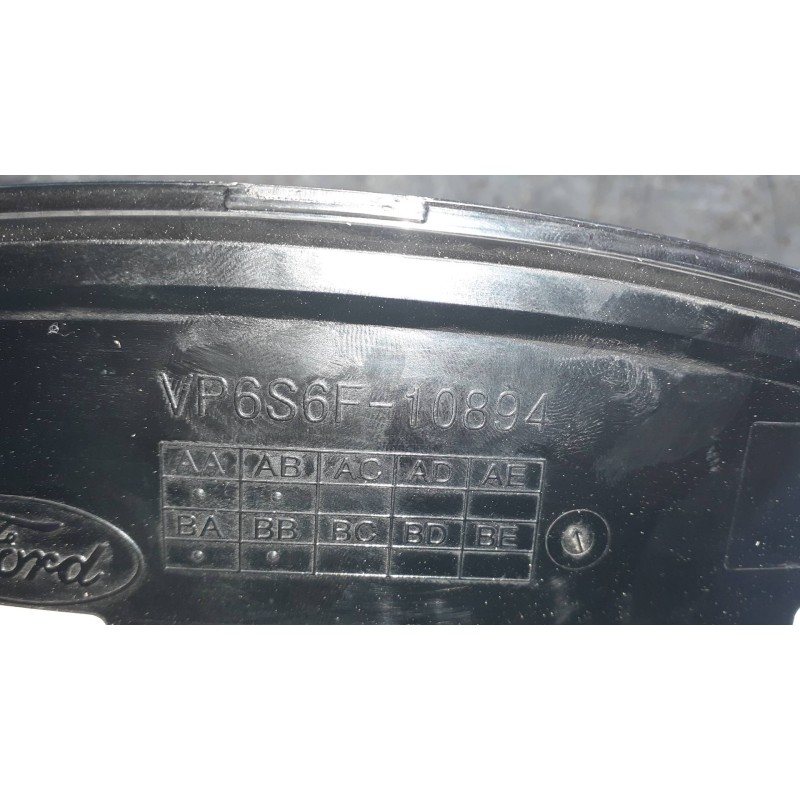 VP6S6F-10894
AA AB AC AD AE
BA BB BC BD BE
1
Ford